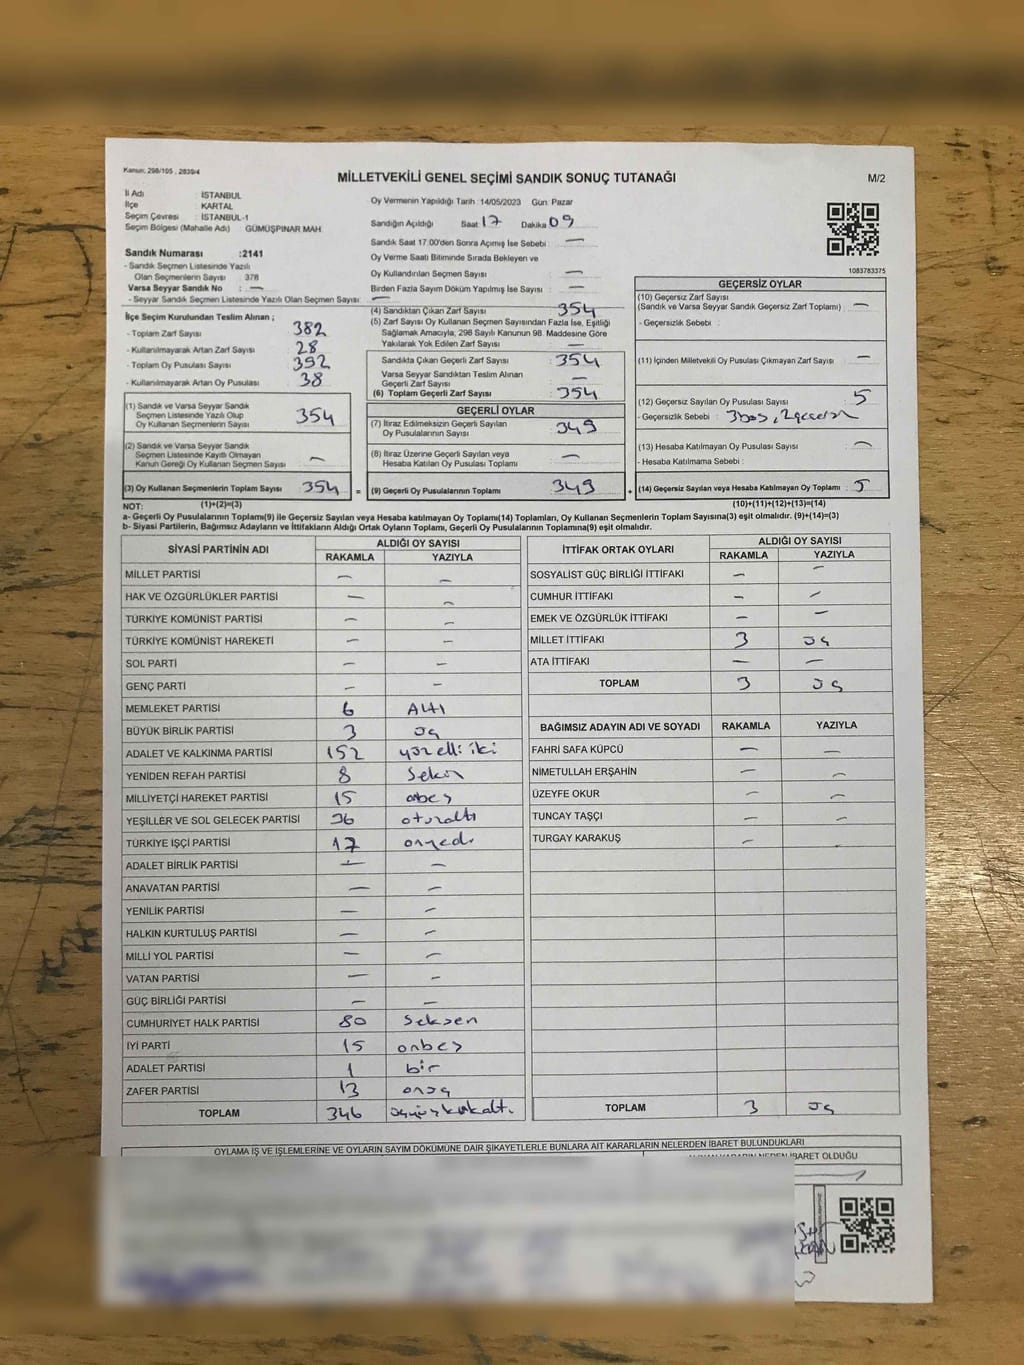 Kanun: 298/105 , 2839/4
MİLLETVEKİLİ GENEL SEÇİMİ SANDIK SONUÇ TUTANAĞI
M/2
İl Adı : İSTANBUL
İlçe : KARTAL
Seçim Çevresi : İSTANBUL-1
Seçim Bölgesi (Mahalle Adı) : GÜMÜŞPINAR MAH.
Sandık Numarası :2141
- Sandık Seçmen Listesinde Yazılı
Olan Seçmenlerin Sayısı : 378
Varsa Seyyar Sandık No : —
- Seyyar Sandık Seçmen Listesinde Yazılı Olan Seçmen Sayısı: —
Oy Vermenin Yapıldığı Tarih :14/05/2023 Gün: Pazar
Sandığın Açıldığı Saat 17 Dakika 09
Sandık Saat 17.00'den Sonra Açılmış İse Sebebi : —
Oy Verme Saati Bitiminde Sırada Bekleyen ve
Oy Kullandırılan Seçmen Sayısı : —
Birden Fazla Sayım Döküm Yapılmış İse Sayısı : —
1083783375
İlçe Seçim Kurulundan Teslim Alınan ;
- Toplam Zarf Sayısı : 382
- Kullanılmayarak Artan Zarf Sayısı : 28
- Toplam Oy Pusulası Sayısı : 392
- Kullanılmayarak Artan Oy Pusulası : 38
(1) Sandık ve Varsa Seyyar Sandık
Seçmen Listesinde Yazılı Olup
Oy Kullanan Seçmenlerin Sayısı : 354
(2) Sandık ve Varsa Seyyar Sandık
Seçmen Listesinde Kayıtlı Olmayan
Kanun Gereği Oy Kullanan Seçmen Sayısı : —
(3) Oy Kullanan Seçmenlerin Toplam Sayısı : 354 =
(1)+(2)=(3)
(4) Sandıktan Çıkan Zarf Sayısı : 354
(5) Zarf Sayısı Oy Kullanan Seçmen Sayısından Fazla İse, Eşitliği
Sağlamak Amacıyla, 298 Sayılı Kanunun 98. Maddesine Göre
Yakılarak Yok Edilen Zarf Sayısı : —
Sandıkta Çıkan Geçerli Zarf Sayısı : 354
Varsa Seyyar Sandıktan Teslim Alınan
Geçerli Zarf Sayısı : —
(6) Toplam Geçerli Zarf Sayısı : 354
GEÇERLİ OYLAR
(7) İtiraz Edilmeksizin Geçerli Sayılan
Oy Pusulalarının Sayısı : 349
(8) İtiraz Üzerine Geçerli Sayılan veya
Hesaba Katılan Oy Pusulası Toplamı : —
(9) Geçerli Oy Pusulalarının Toplamı : 349 +
GEÇERSİZ OYLAR
(10) Geçersiz Zarf Sayısı
(Sandık ve Varsa Seyyar Sandık Geçersiz Zarf Toplamı) : —
- Geçersizlik Sebebi :
(11) İçinden Milletvekili Oy Pusulası Çıkmayan Zarf Sayısı : —
(12) Geçersiz Sayılan Oy Pusulası Sayısı : 5
- Geçersizlik Sebebi : 3boş, 2geçersiz
(13) Hesaba Katılmayan Oy Pusulası Sayısı : —
- Hesaba Katılmama Sebebi :
(14) Geçersiz Sayılan veya Hesaba Katılmayan Oy Toplamı : 5
(10)+(11)+(12)+(13)=(14)
NOT:
a- Geçerli Oy Pusulalarının Toplamı(9) ile Geçersiz Sayılan veya Hesaba katılmayan Oy Toplamı(14) Toplamları, Oy Kullanan Seçmenlerin Toplam Sayısına(3) eşit olmalıdır. (9)+(14)=(3)
b- Siyasi Partilerin, Bağımsız Adayların ve İttifakların Aldığı Ortak Oyların Toplamı, Geçerli Oy Pusulalarının Toplamına(9) eşit olmalıdır.
SİYASİ PARTİNİN ADI ALDIĞI OY SAYISI
RAKAMLA YAZIYLA
MİLLET PARTİSİ — —
HAK VE ÖZGÜRLÜKLER PARTİSİ — —
TÜRKİYE KOMÜNİST PARTİSİ — —
TÜRKİYE KOMÜNİST HAREKETİ — —
SOL PARTİ — —
GENÇ PARTİ — —
MEMLEKET PARTİSİ 6 Altı
BÜYÜK BİRLİK PARTİSİ 3 üç
ADALET VE KALKINMA PARTİSİ 152 yüzelli iki
YENİDEN REFAH PARTİSİ 8 Sekiz
MİLLİYETÇİ HAREKET PARTİSİ 15 onbeş
YEŞİLLER VE SOL GELECEK PARTİSİ 36 otuzaltı
TÜRKİYE İŞÇİ PARTİSİ 17 onyedi
ADALET BİRLİK PARTİSİ — —
ANAVATAN PARTİSİ — —
YENİLİK PARTİSİ — —
HALKIN KURTULUŞ PARTİSİ — —
MİLLİ YOL PARTİSİ — —
VATAN PARTİSİ — —
GÜÇ BİRLİĞİ PARTİSİ — —
CUMHURİYET HALK PARTİSİ 80 Seksen
İYİ PARTİ 15 onbeş
ADALET PARTİSİ 1 bir
ZAFER PARTİSİ 13 onüç
TOPLAM 346 üçyüzkırkaltı
İTTİFAK ORTAK OYLARI ALDIĞI OY SAYISI
RAKAMLA YAZIYLA
SOSYALİST GÜÇ BİRLİĞİ İTTİFAKI — —
CUMHUR İTTİFAKI — —
EMEK VE ÖZGÜRLÜK İTTİFAKI — —
MİLLET İTTİFAKI 3 üç
ATA İTTİFAKI — —
TOPLAM 3 üç
BAĞIMSIZ ADAYIN ADI VE SOYADI RAKAMLA YAZIYLA
FAHRİ SAFA KÜPCÜ — —
NİMETULLAH ERŞAHİN — —
ÜZEYFE OKUR — —
TUNCAY TAŞÇI — —
TURGAY KARAKUŞ — —
TOPLAM 3 üç
OYLAMA İŞ VE İŞLEMLERİNE VE OYLARIN SAYIM DÖKÜMÜNE DAİR ŞİKAYETLERLE BUNLARA AİT KARARLARIN NELERDEN İBARET BULUNDUKLARI
İBARET OLDUĞU